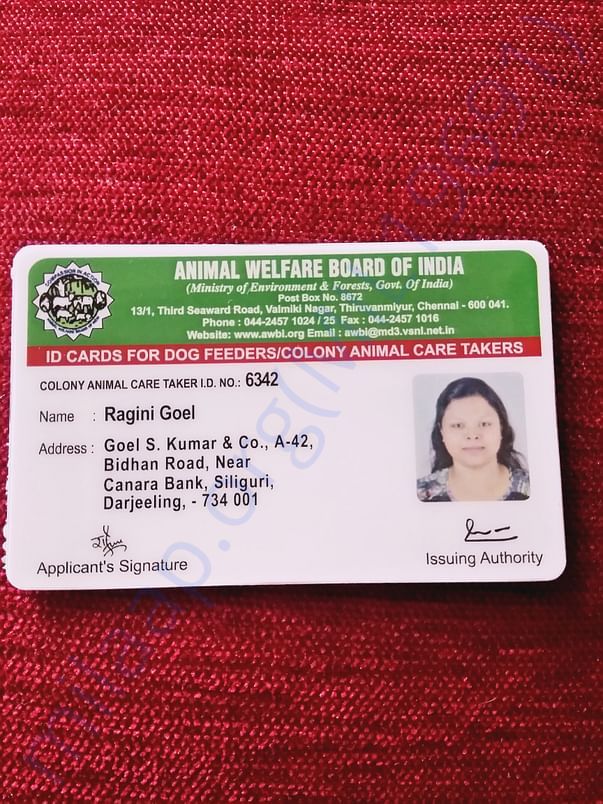 COMPASSION IN ACTION
ANIMAL WELFARE BOARD OF INDIA
(Ministry of Environment & Forests, Govt. Of India)
Post Box No. 8672
13/1, Third Seaward Road, Valmiki Nagar, Thiruvanmiyur, Chennai - 600 041.
Phone : 044-2457 1024 / 25 Fax : 044-2457 1016
Website: www.awbi.org Email : awbi@md3.vsnl.net.in
ID CARDS FOR DOG FEEDERS/COLONY ANIMAL CARE TAKERS
COLONY ANIMAL CARE TAKER I.D. NO.: 6342
Name : Ragini Goel
Address : Goel S. Kumar & Co., A-42,
Bidhan Road, Near
Canara Bank, Siliguri,
Darjeeling, - 734 001
Applicant's Signature
Issuing Authority